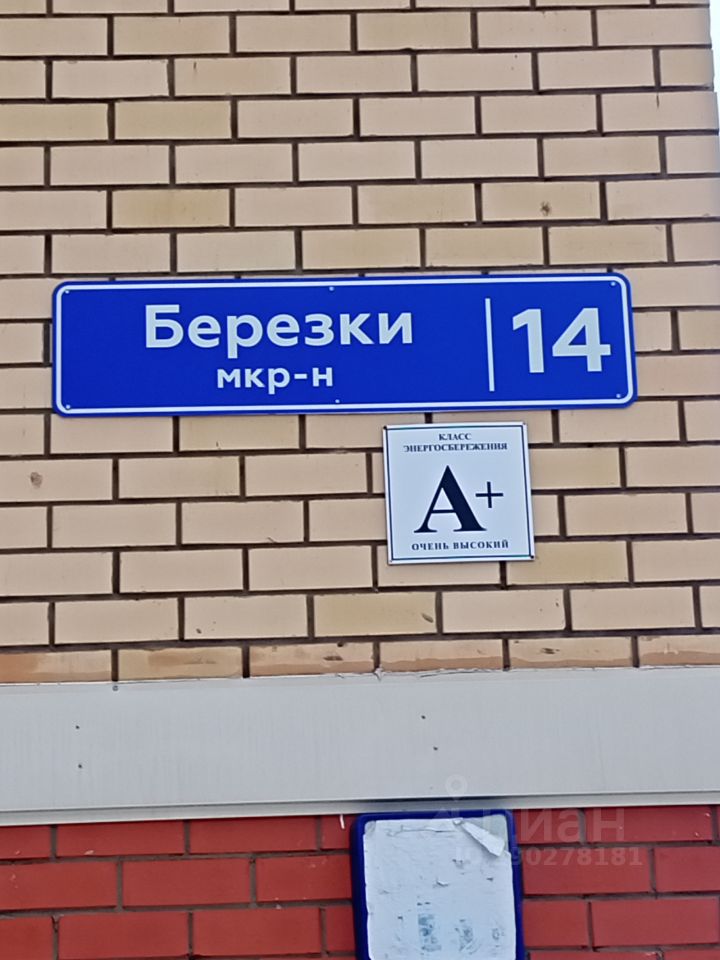 Березки
мкр-н
14
КЛАСС
ЭНЕРГОСБЕРЕЖЕНИЯ
A+
ОЧЕНЬ ВЫСОКИЙ
циан